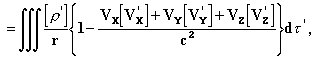 = ∭ [ρ'] / r { 1 - (V_X[V'_X] + V_Y[V'_Y] + V_Z[V'_Z]) / c² } dτ',